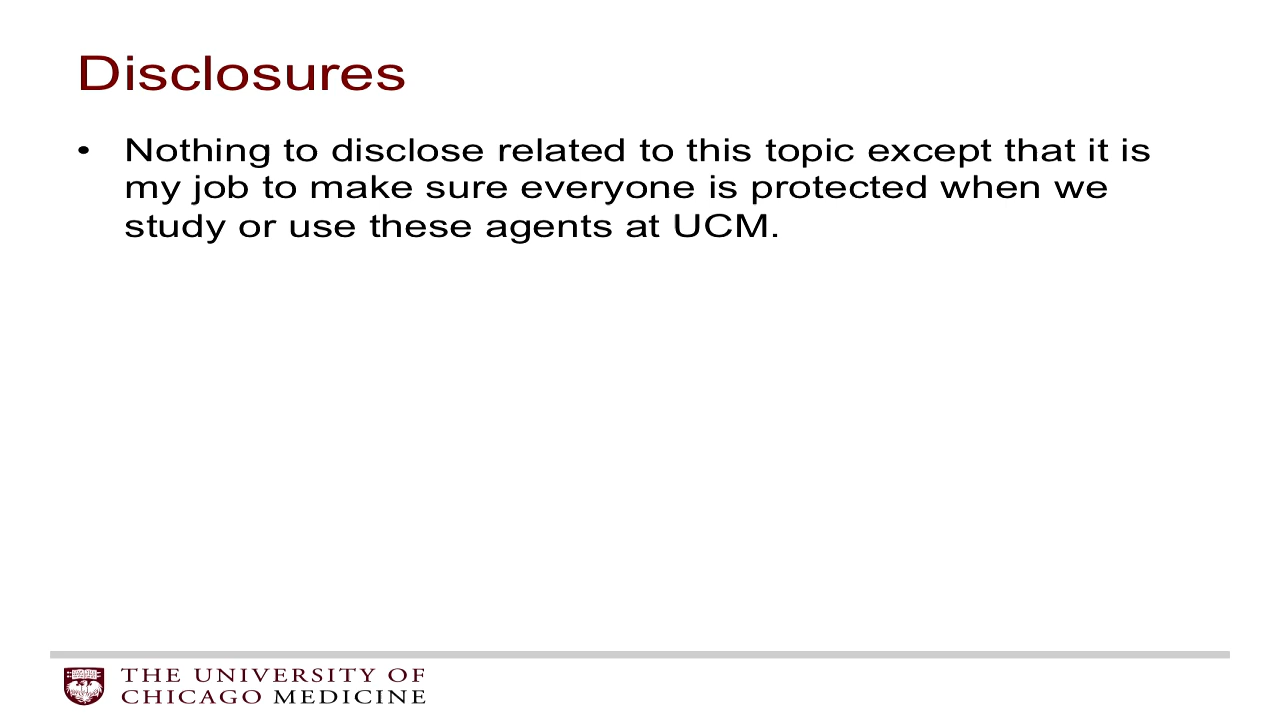 Disclosures
• Nothing to disclose related to this topic except that it is
my job to make sure everyone is protected when we
study or use these agents at UCM.
THE UNIVERSITY OF
CHICAGO MEDICINE